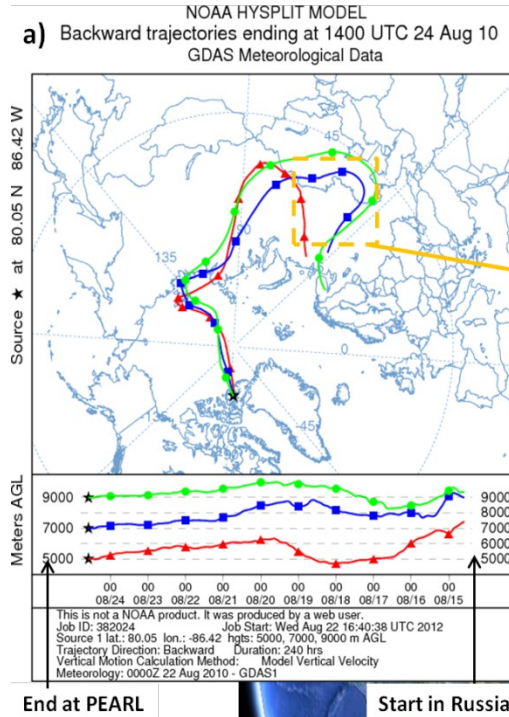 NOAA HYSPLIT MODEL
a) Backward trajectories ending at 1400 UTC 24 Aug 10
GDAS Meteorological Data
Source ★ at 80.05 N 86.42 W
45
90
135
0
-45
Meters AGL
9000 9000
8000
7000 7000
6000
5000 5000
00 00 00 00 00 00 00 00 00 00
08/24 08/23 08/22 08/21 08/20 08/19 08/18 08/17 08/16 08/15
This is not a NOAA product. It was produced by a web user.
Job ID: 382024 Job Start: Wed Aug 22 16:40:38 UTC 2012
Source 1 lat.: 80.05 lon.: -86.42 hgts: 5000, 7000, 9000 m AGL
Trajectory Direction: Backward Duration: 240 hrs
Vertical Motion Calculation Method: Model Vertical Velocity
Meteorology: 0000Z 22 Aug 2010 - GDAS1
End at PEARL Start in Russia